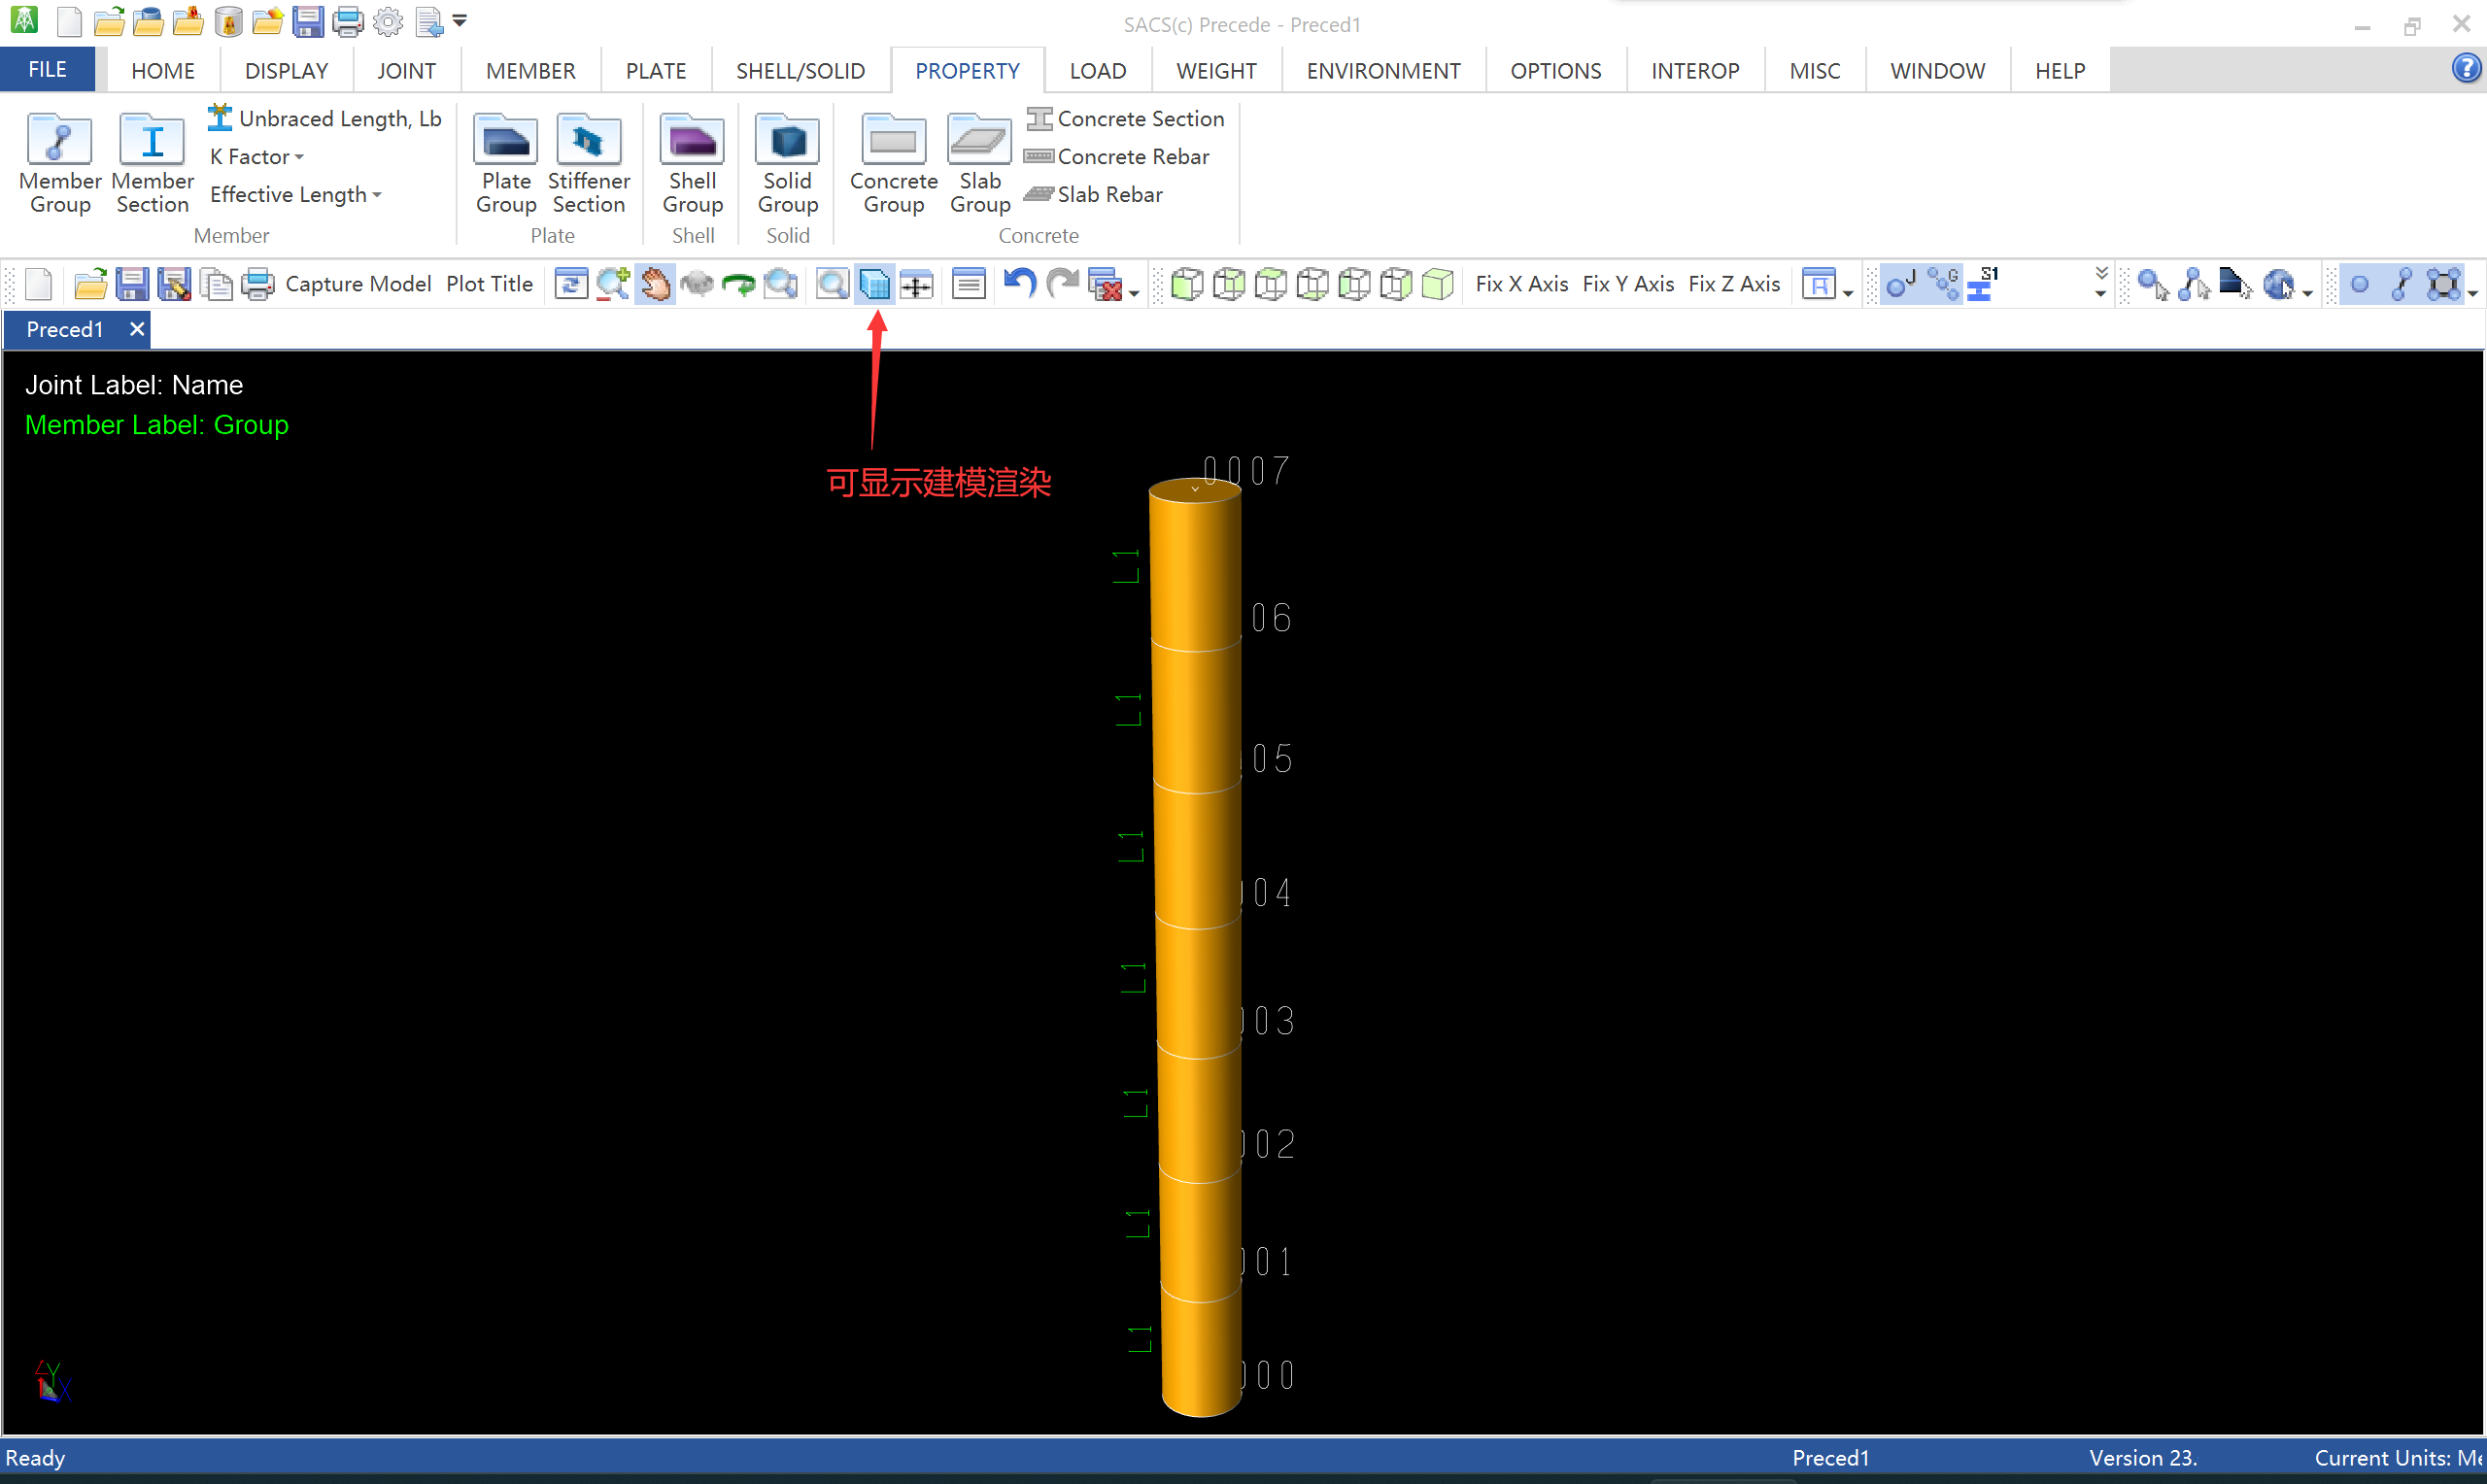 SACS(c) Precede - Preced1
FILE HOME DISPLAY JOINT MEMBER PLATE SHELL/SOLID PROPERTY LOAD WEIGHT ENVIRONMENT OPTIONS INTEROP MISC WINDOW HELP
Member Group
Member Section
Unbraced Length, Lb
K Factor
Effective Length
Member
Plate Group
Stiffener Section
Plate
Shell Group
Shell
Solid Group
Solid
Concrete Group
Slab Group
Concrete Section
Concrete Rebar
Slab Rebar
Concrete
Capture Model Plot Title Fix X Axis Fix Y Axis Fix Z Axis
Preced1
Joint Label: Name
Member Label: Group
可显示建模渲染
0007
L1
06
L1
05
L1
04
L1
03
L1
02
L1
01
L1
00
Z Y X
Ready Preced1 Version 23. Current Units: